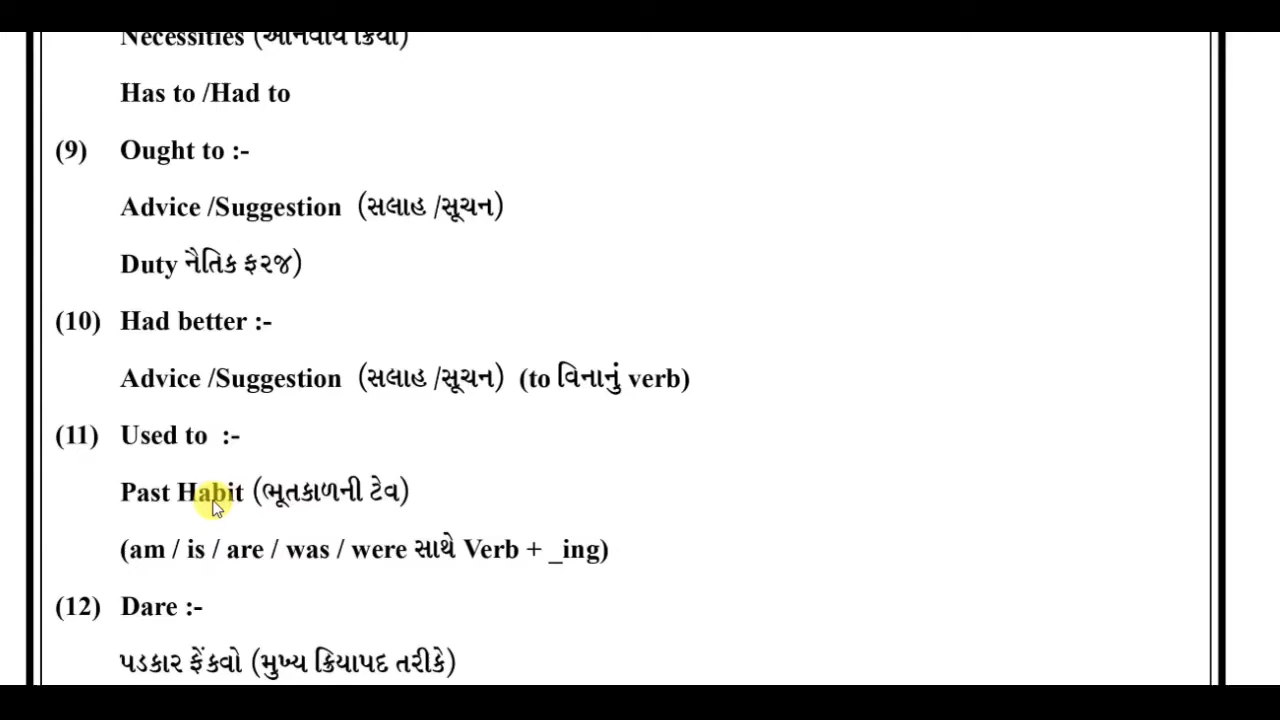 Necessities (અનિવાર્ય ક્રિયા)
Has to /Had to
(9) Ought to :-
Advice /Suggestion (સલાહ /સૂચન)
Duty નૈતિક ફરજ)
(10) Had better :-
Advice /Suggestion (સલાહ /સૂચન) (to વિનાનું verb)
(11) Used to :-
Past Habit (ભૂતકાળની ટેવ)
(am / is / are / was / were સાથે Verb + _ing)
(12) Dare :-
પડકાર ફેંકવો (મુખ્ય ક્રિયાપદ તરીકે)